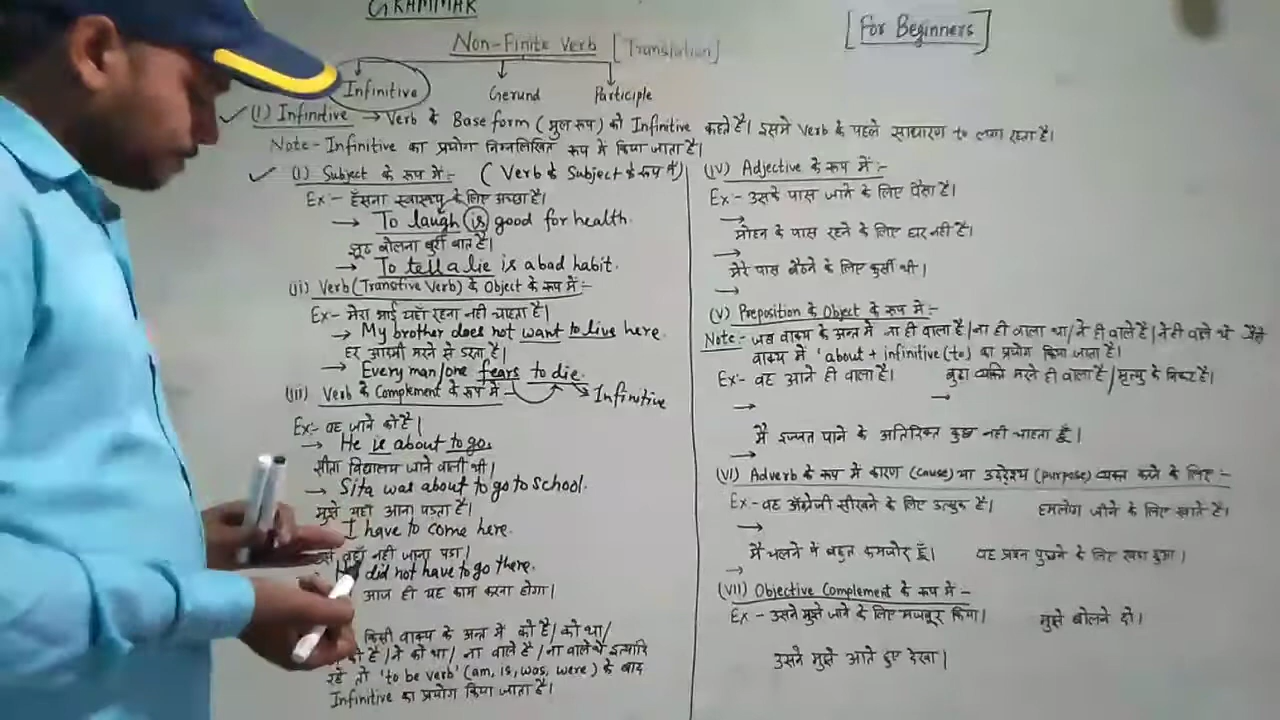 GRAMMAR
[For Beginners]
Non-Finite Verb [Translation]
Infinitive Gerund Participle
(1) Infinitive → Verb के Base form (मुल रूप) को Infinitive कहते है। इसमे Verb के पहले साधारण to लगा रहता है।
Note- Infinitive का प्रयोग निम्नलिखित रूप में किया जाता है।
(i) Subject के रूप में:- (Verb के Subject के रूप में)
Ex- हँसना स्वास्थ्य के लिए अच्छा है।
→ To laugh is good for health.
झूठ बोलना बुरी बात है।
→ To tell a lie is a bad habit.
(ii) Verb (Transtive Verb) के Object के रूप में:-
Ex- मेरा भाई यहाँ रहना नही चाहता है।
→ My brother does not want to live here.
हर आदमी मरने से डरता है।
→ Every man/one fears to die.
(iii) Verb के Complement के रूप में- Infinitive
Ex:- वह जाने को है।
→ He is about to go.
सीता विद्यालय जाने वाली थी।
→ Sita was about to go to School.
मुझे यहाँ आना पड़ता है।
I have to come here.
वहाँ नही जाना पड़ा।
did not have to go there.
आज ही यह काम करना होगा।
किसी वाक्य के अन्त में को है/ को था/
है/ने को था/ ना वाले है/ना वाले थे इत्यादि
रहे तो 'to be verb' (am, is, was, were) के बाद
Infinitive का प्रयोग किया जाता है।
(iv) Adjective के रूप में:-
Ex:- उसके पास जाने के लिए पैसा है।
→
मोहन के पास रहने के लिए घर नही है।
→
मेरे पास बैठने के लिए कुर्सी थी।
→
(v) Preposition के Object के रूप में:-
Note:- जब वाक्य के अन्त में ना ही वाला है/ना ही वाला था/ने ही वाले है/ने ही वाले थे जैसे
वाक्य में 'about + infinitive (to) का प्रयोग किया जाता है।
Ex:- वह आने ही वाला है। बुढा व्यक्ति मरने ही वाला है/मृत्यु के निकट है।
→ →
मैं इज्जत पाने के अतिरिक्त कुछ नही चाहता हूँ।
→
(vi) Adverb के रूप में कारण (cause) या उद्देश्य (purpose) व्यक्त करने के लिए:-
Ex- वह अँग्रेजी सीखने के लिए उत्सुक है। हमलोग जीने के लिए खाते है।
→
मैं चलने में बहुत कमजोर हूँ। वह प्रश्न पुछने के लिए खड़ा हुआ।
→
(vii) Objective Complement के रूप में-
Ex - उसने मुझे जाने के लिए मजबूर किया। मुझे बोलने दो।
उसने मुझे आते हुए देखा।